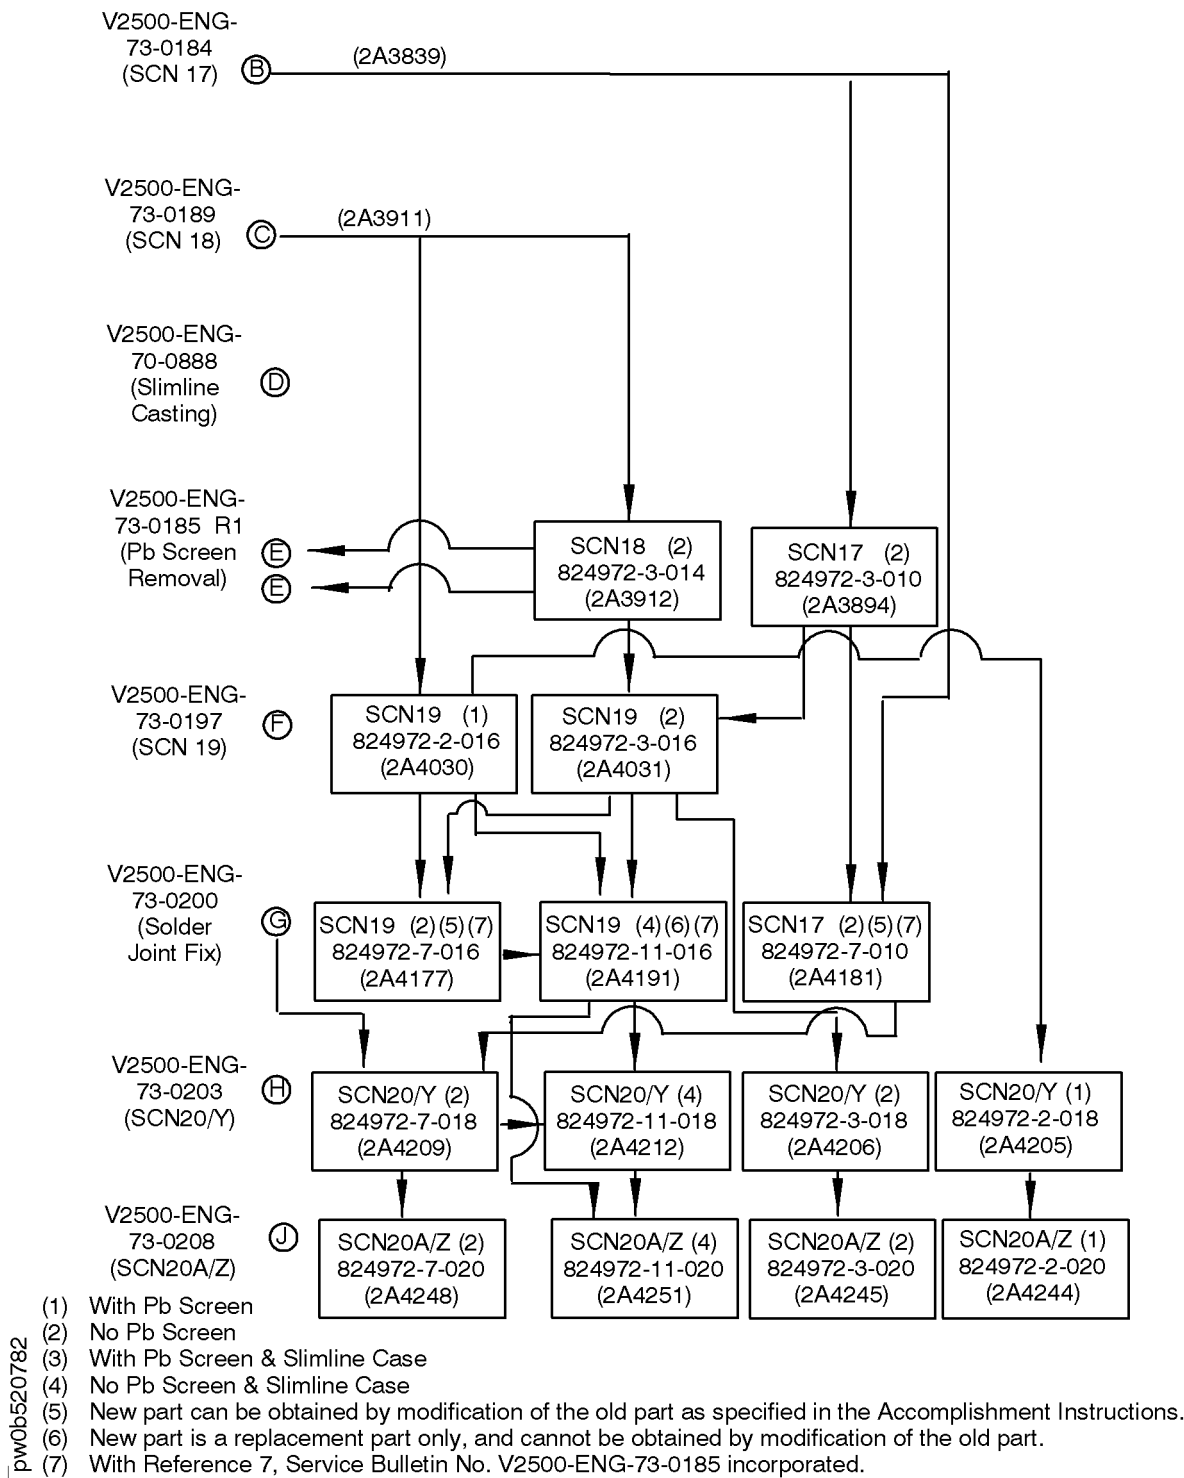 V2500-ENG-
73-0184
(SCN 17)
B
(2A3839)
V2500-ENG-
73-0189
(SCN 18)
C
(2A3911)
V2500-ENG-
70-0888
(Slimline
Casting)
D
V2500-ENG-
73-0185 R1
(Pb Screen
Removal)
E
E
SCN18 (2)
824972-3-014
(2A3912)
SCN17 (2)
824972-3-010
(2A3894)
V2500-ENG-
73-0197
(SCN 19)
F
SCN19 (1)
824972-2-016
(2A4030)
SCN19 (2)
824972-3-016
(2A4031)
V2500-ENG-
73-0200
(Solder
Joint Fix)
G
SCN19 (2)(5)(7)
824972-7-016
(2A4177)
SCN19 (4)(6)(7)
824972-11-016
(2A4191)
SCN17 (2)(5)(7)
824972-7-010
(2A4181)
V2500-ENG-
73-0203
(SCN20/Y)
H
SCN20/Y (2)
824972-7-018
(2A4209)
SCN20/Y (4)
824972-11-018
(2A4212)
SCN20/Y (2)
824972-3-018
(2A4206)
SCN20/Y (1)
824972-2-018
(2A4205)
V2500-ENG-
73-0208
(SCN20A/Z)
J
SCN20A/Z (2)
824972-7-020
(2A4248)
SCN20A/Z (4)
824972-11-020
(2A4251)
SCN20A/Z (2)
824972-3-020
(2A4245)
SCN20A/Z (1)
824972-2-020
(2A4244)
(1) With Pb Screen
(2) No Pb Screen
(3) With Pb Screen & Slimline Case
(4) No Pb Screen & Slimline Case
(5) New part can be obtained by modification of the old part as specified in the Accomplishment Instructions.
(6) New part is a replacement part only, and cannot be obtained by modification of the old part.
(7) With Reference 7, Service Bulletin No. V2500-ENG-73-0185 incorporated.
pw0b520782